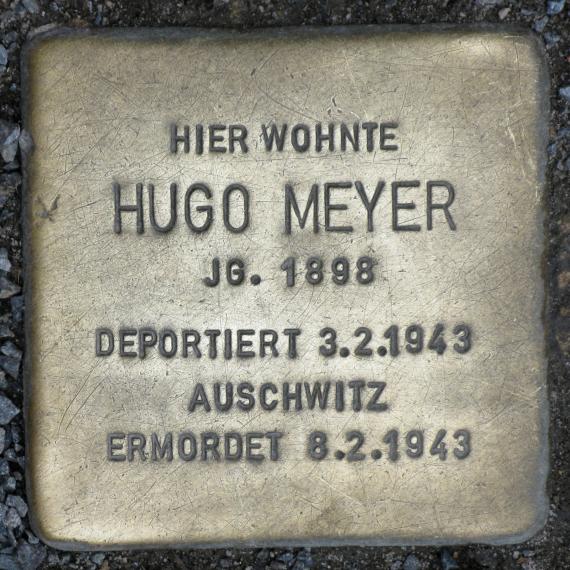 HIER WOHNTE
HUGO MEYER
JG. 1898
DEPORTIERT 3.2.1943
AUSCHWITZ
ERMORDET 8.2.1943